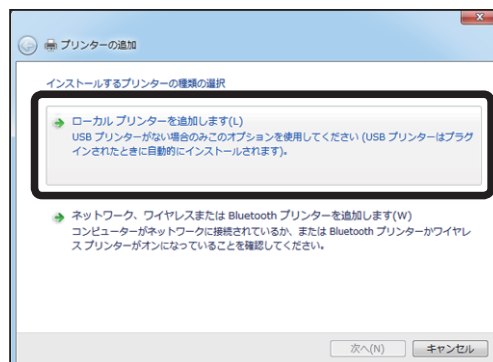 プリンターの追加
インストールするプリンターの種類の選択
ローカル プリンターを追加します(L)
USB プリンターがない場合のみこのオプションを使用してください (USB プリンターはプラグ
インされたときに自動的にインストールされます)。
ネットワーク、ワイヤレスまたは Bluetooth プリンターを追加します(W)
コンピューターがネットワークに接続されているか、または Bluetooth プリンターかワイヤレ
ス プリンターがオンになっていることを確認してください。
次へ(N) キャンセル